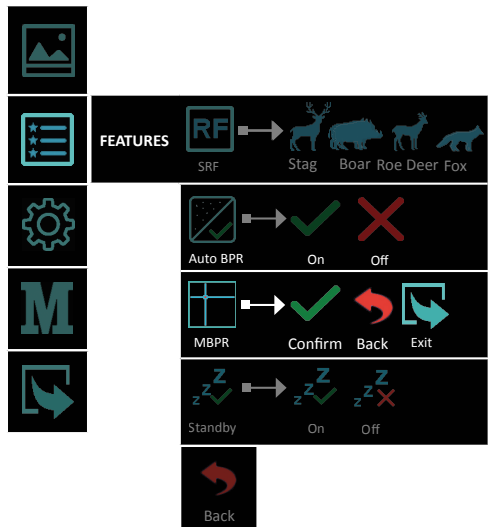 FEATURES
RF
SRF
Stag Boar Roe Deer Fox
Auto BPR On Off
M
MBPR Confirm Back Exit
z z Z z z Z z z Z
Standby On Off
Back